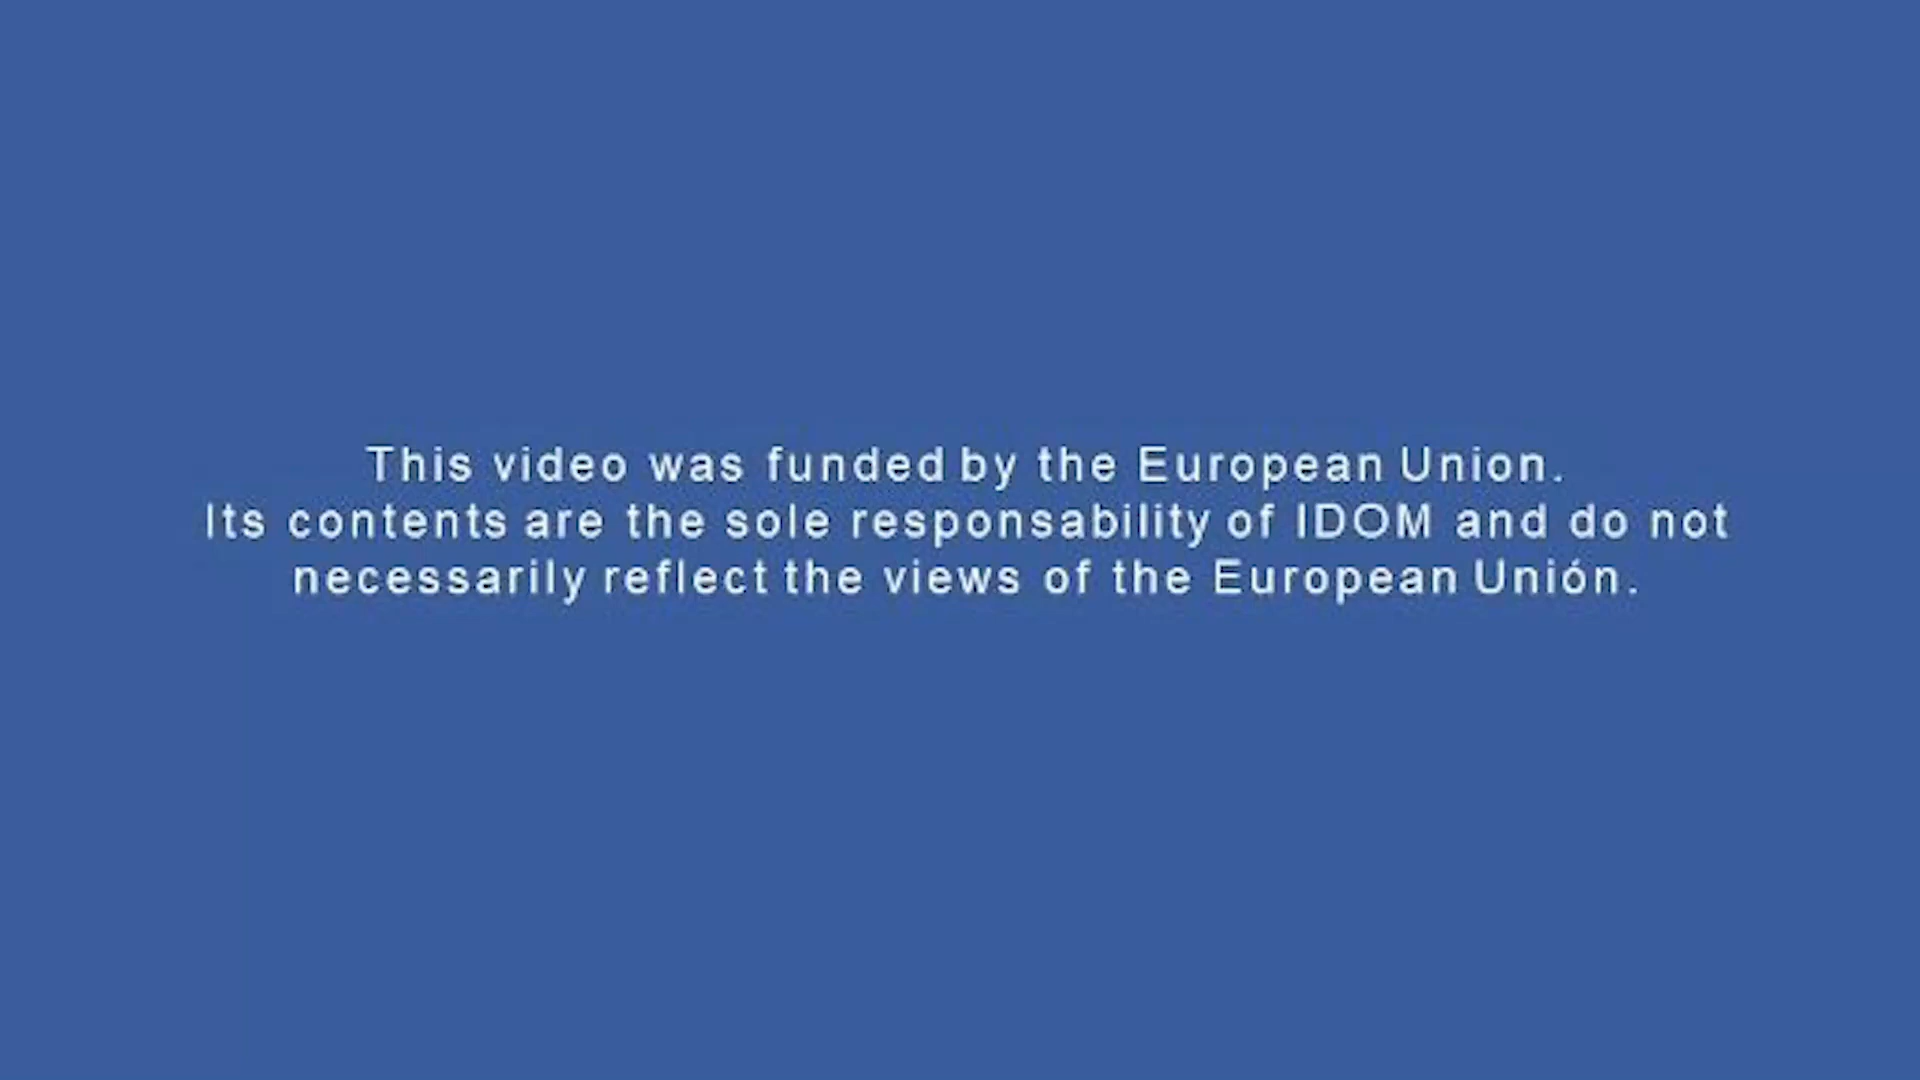 This video was funded by the European Union.
Its contents are the sole responsability of IDOM and do not
necessarily reflect the views of the European Unión.